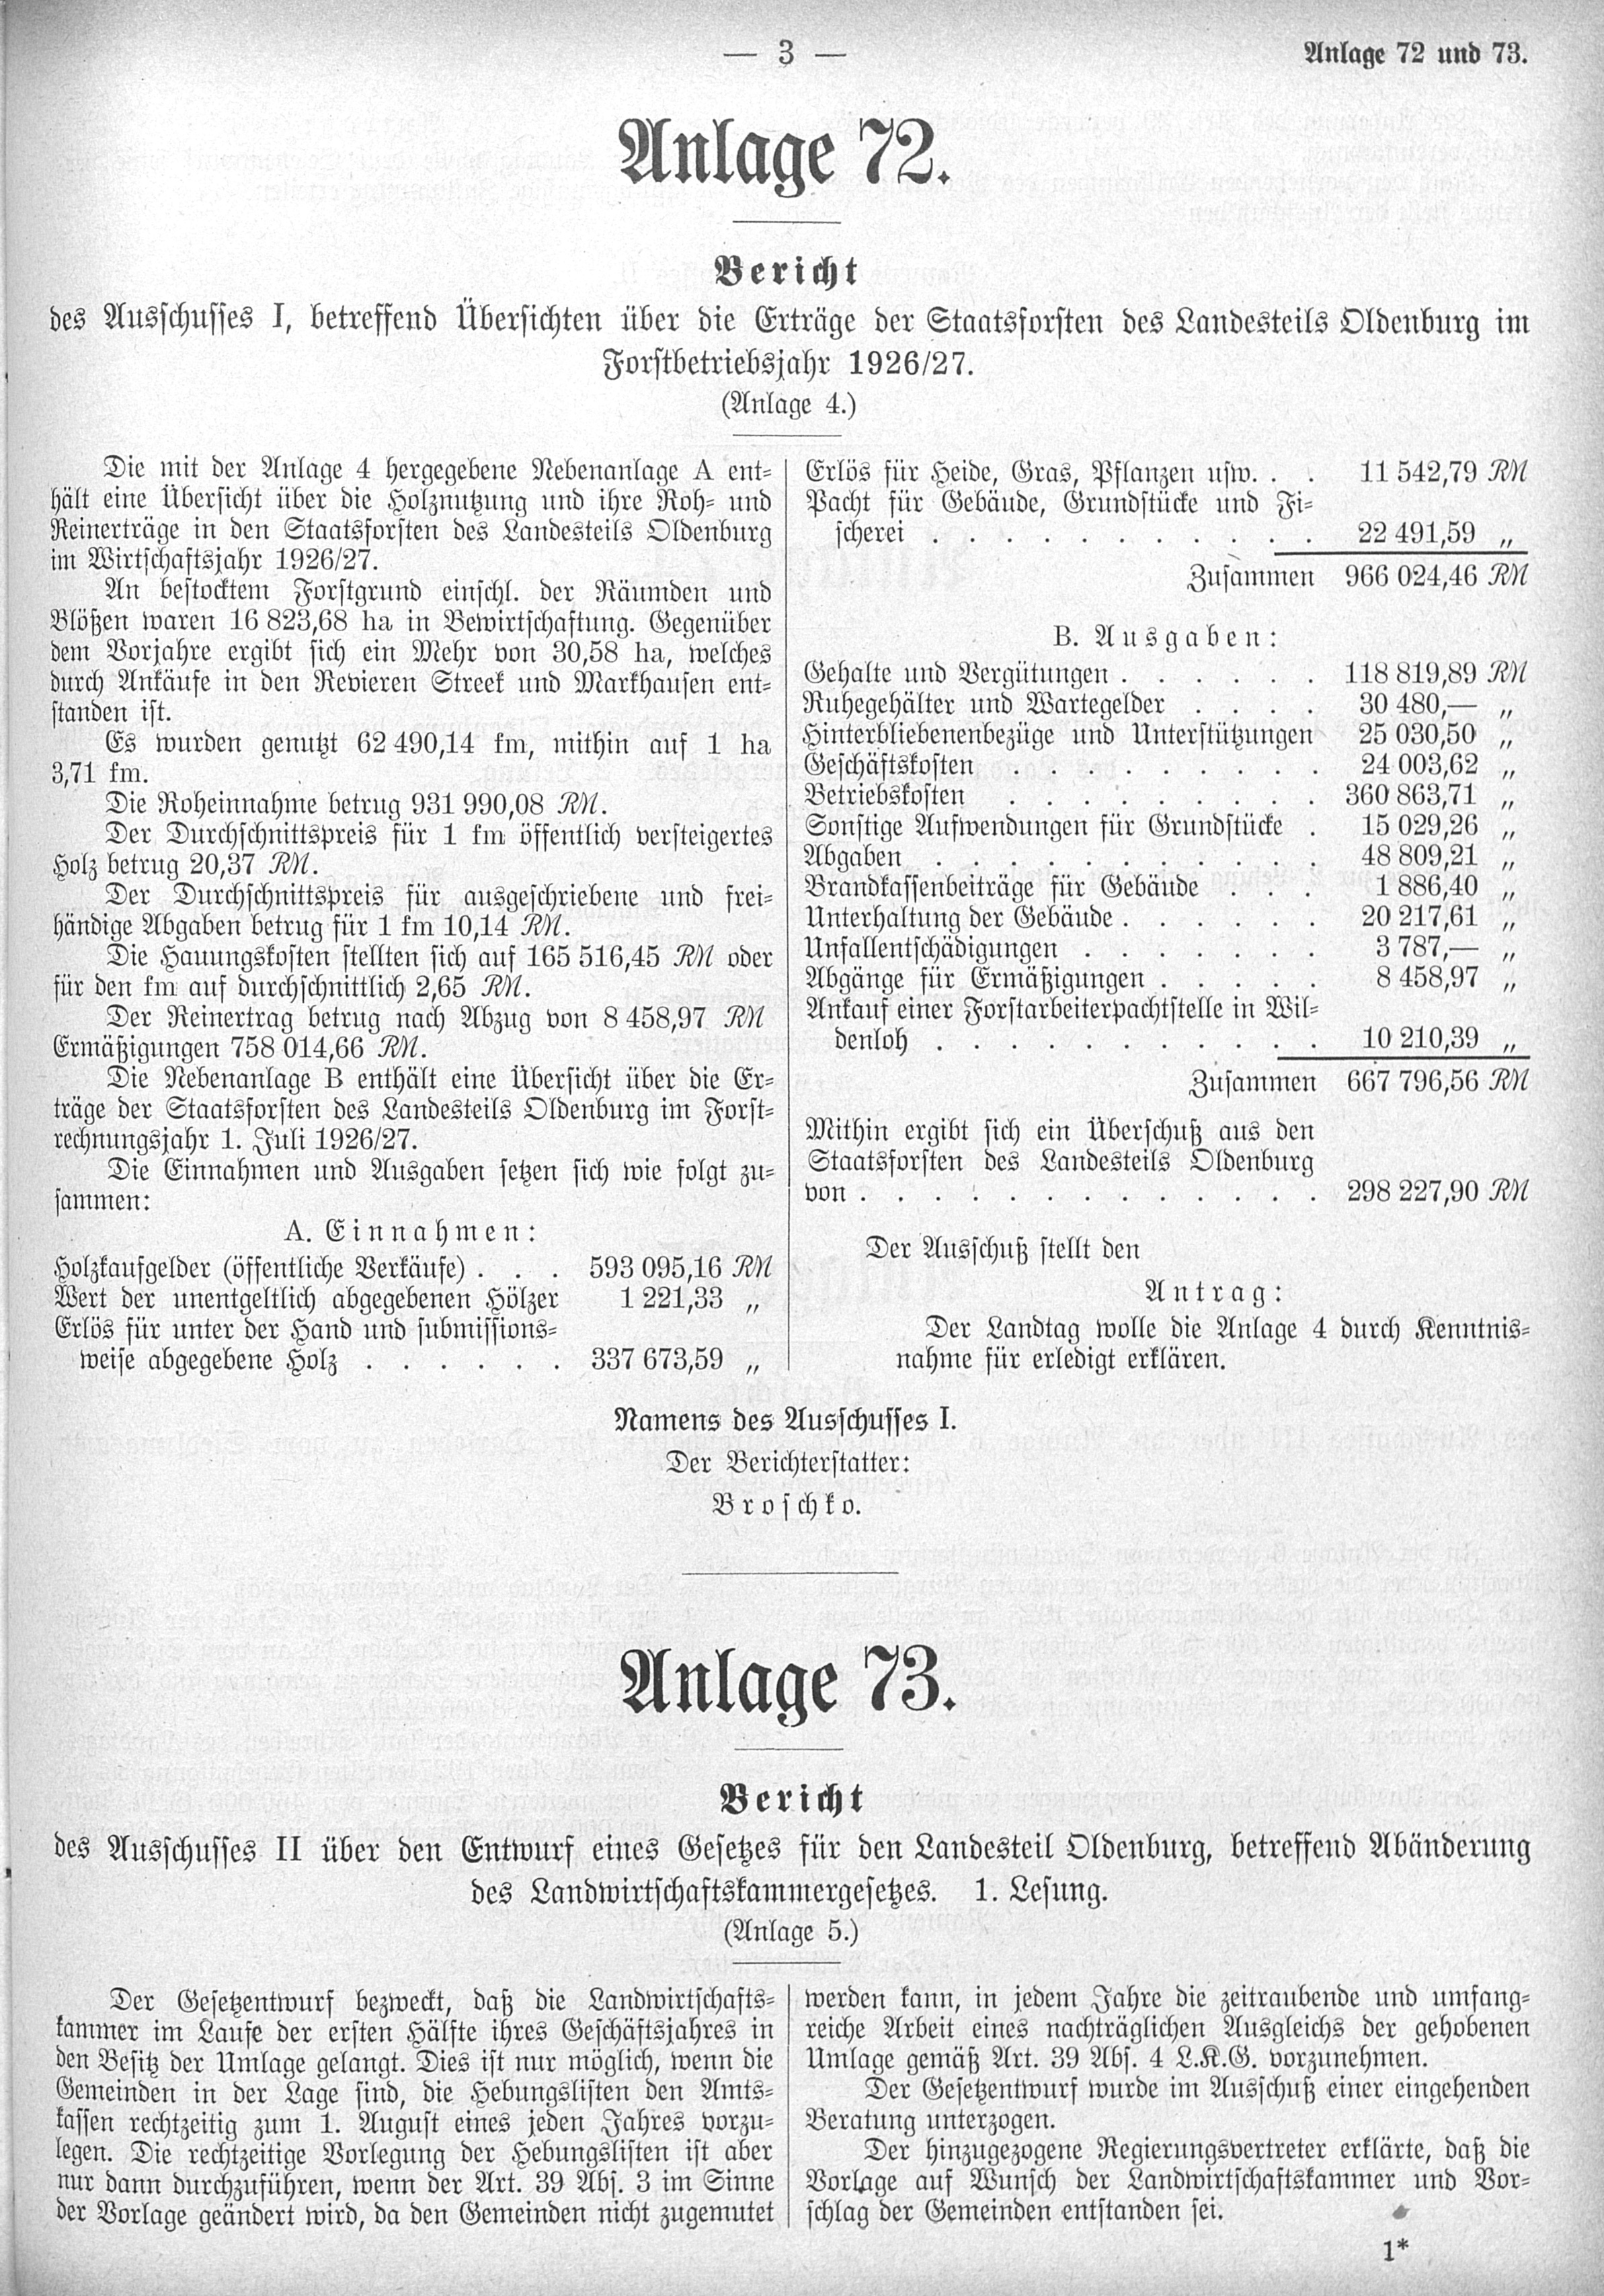 — 3 —
Anlage 72 und 73.
Anlage 72.
Bericht
des Ausschusses I, betreffend Übersichten über die Erträge der Staatsforsten des Landesteils Oldenburg im
Forstbetriebsjahr 1926/27.
(Anlage 4.)
Die mit der Anlage 4 hergegebene Nebenanlage A ent-
hält eine Übersicht über die Holznutzung und ihre Roh- und
Reinerträge in den Staatsforsten des Landesteils Oldenburg
im Wirtschaftsjahr 1926/27.
An bestocktem Forstgrund einschl. der Räumden und
Blößen waren 16 823,68 ha in Bewirtschaftung. Gegenüber
dem Vorjahre ergibt sich ein Mehr von 30,58 ha, welches
durch Ankäufe in den Revieren Streek und Markhausen ent-
standen ist.
Es wurden genutzt 62 490,14 fm, mithin auf 1 ha
3,71 fm.
Die Roheinnahme betrug 931 990,08 RM.
Der Durchschnittspreis für 1 fm öffentlich versteigertes
Holz betrug 20,37 RM.
Der Durchschnittspreis für ausgeschriebene und frei-
händige Abgaben betrug für 1 fm 10,14 RM.
Die Hauungskosten stellten sich auf 165 516,45 RM oder
für den fm auf durchschnittlich 2,65 RM.
Der Reinertrag betrug nach Abzug von 8 458,97 RM
Ermäßigungen 758 014,66 RM.
Die Nebenanlage B enthält eine Übersicht über die Er-
träge der Staatsforsten des Landesteils Oldenburg im Forst-
rechnungsjahr 1. Juli 1926/27.
Die Einnahmen und Ausgaben setzen sich wie folgt zu-
sammen:
A. Einnahmen:
Holzkaufgelder (öffentliche Verkäufe) . . . 593 095,16 RM
Wert der unentgeltlich abgegebenen Hölzer 1 221,33 „
Erlös für unter der Hand und submissions-
weise abgegebene Holz . . . . . . 337 673,59 „
Erlös für Heide, Gras, Pflanzen usw. . . 11 542,79 RM
Pacht für Gebäude, Grundstücke und Fi-
scherei . . . . . . . . . . . 22 491,59 „
Zusammen 966 024,46 RM
B. Ausgaben:
Gehalte und Vergütungen . . . . . . 118 819,89 RM
Ruhegehälter und Wartegelder . . . . 30 480,— „
Hinterbliebenenbezüge und Unterstützungen 25 030,50 „
Geschäftskosten . . . . . . . . . 24 003,62 „
Betriebskosten . . . . . . . . . 360 863,71 „
Sonstige Aufwendungen für Grundstücke . 15 029,26 „
Abgaben . . . . . . . . . . . 48 809,21 „
Brandkassenbeiträge für Gebäude . . . 1 886,40 „
Unterhaltung der Gebäude . . . . . . 20 217,61 „
Unfallentschädigungen . . . . . . . 3 787,— „
Abgänge für Ermäßigungen . . . . . 8 458,97 „
Ankauf einer Forstarbeiterpachtstelle in Wil-
denloh . . . . . . . . . . . 10 210,39 „
Zusammen 667 796,56 RM
Mithin ergibt sich ein Überschuß aus den
Staatsforsten des Landesteils Oldenburg
von . . . . . . . . . . . . . 298 227,90 RM
Der Ausschuß stellt den
Antrag:
Der Landtag wolle die Anlage 4 durch Kenntnis-
nahme für erledigt erklären.
Namens des Ausschusses I.
Der Berichterstatter:
Broschko.
Anlage 73.
Bericht
des Ausschusses II über den Entwurf eines Gesetzes für den Landesteil Oldenburg, betreffend Abänderung
des Landwirtschaftskammergesetzes. 1. Lesung.
(Anlage 5.)
Der Gesetzentwurf bezweckt, daß die Landwirtschafts-
kammer im Laufe der ersten Hälfte ihres Geschäftsjahres in
den Besitz der Umlage gelangt. Dies ist nur möglich, wenn die
Gemeinden in der Lage sind, die Hebungslisten den Amts-
kassen rechtzeitig zum 1. August eines jeden Jahres vorzu-
legen. Die rechtzeitige Vorlegung der Hebungslisten ist aber
nur dann durchzuführen, wenn der Art. 39 Abs. 3 im Sinne
der Vorlage geändert wird, da den Gemeinden nicht zugemutet
werden kann, in jedem Jahre die zeitraubende und umfang-
reiche Arbeit eines nachträglichen Ausgleichs der gehobenen
Umlage gemäß Art. 39 Abs. 4 L.K.G. vorzunehmen.
Der Gesetzentwurf wurde im Ausschuß einer eingehenden
Beratung unterzogen.
Der hinzugezogene Regierungsvertreter erklärte, daß die
Vorlage auf Wunsch der Landwirtschaftskammer und Vor-
schlag der Gemeinden entstanden sei.
1*